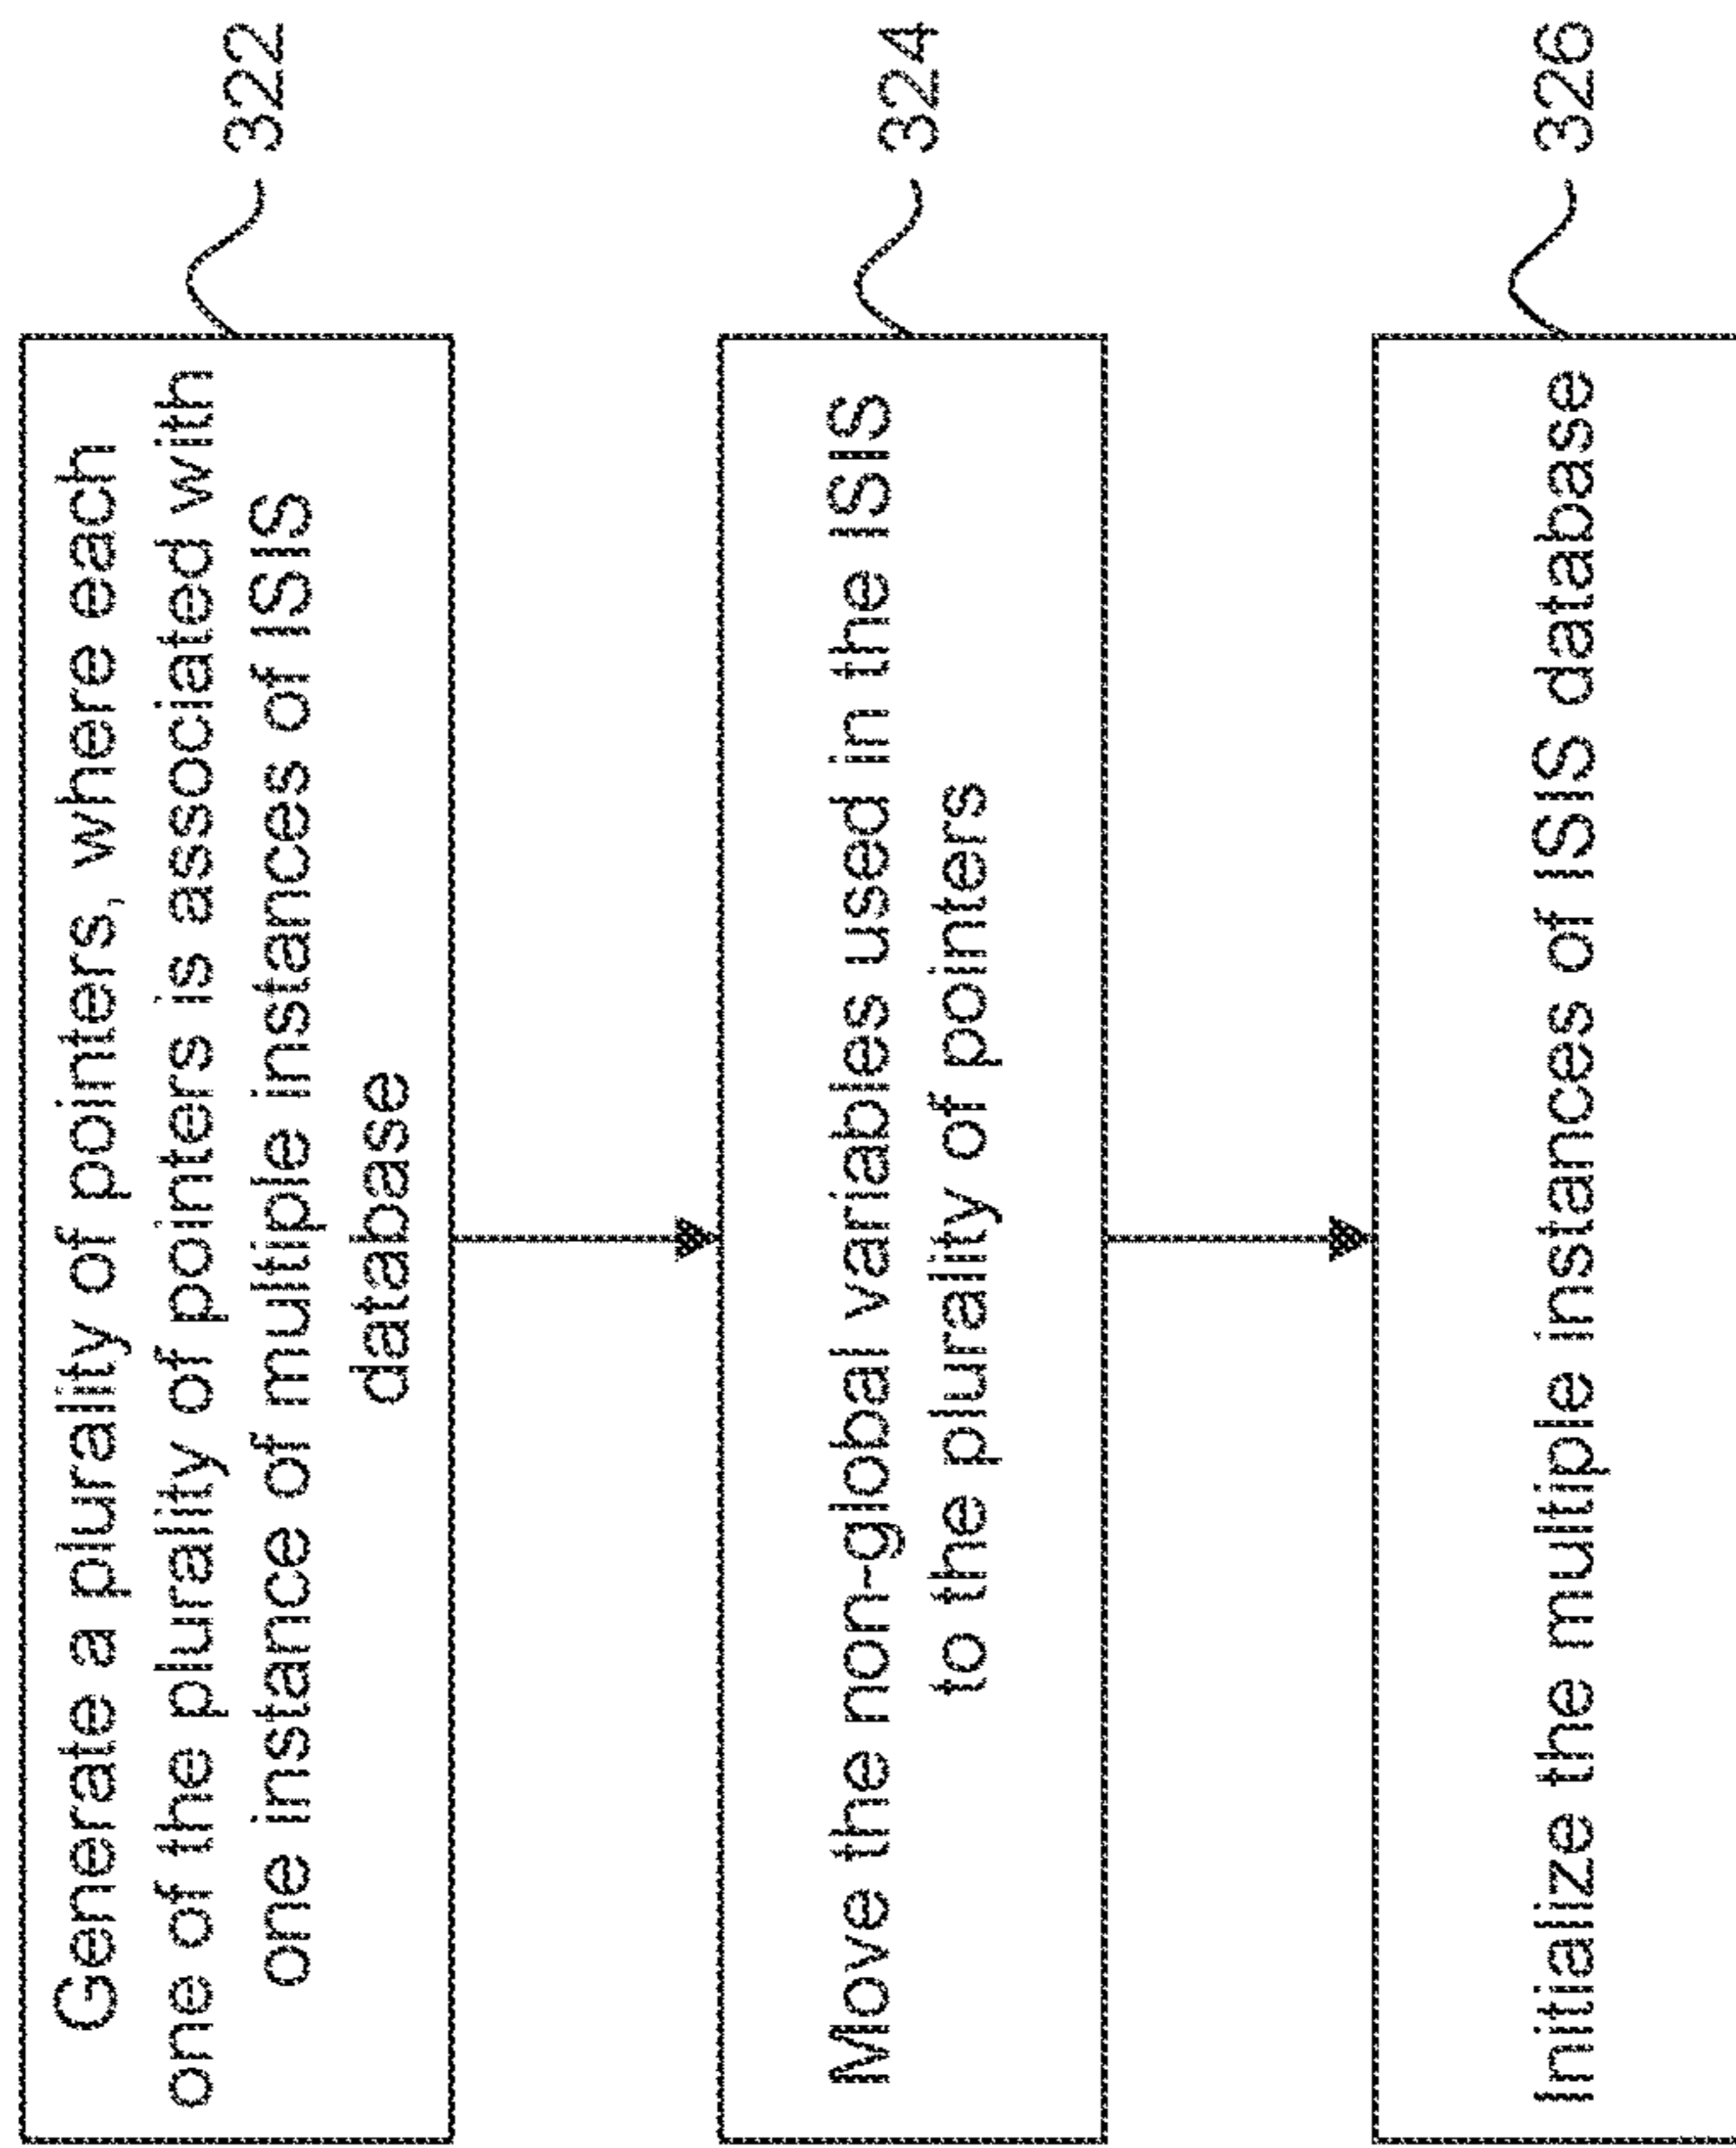 Generate a plurality of pointers, where each
one of the plurality of pointers is associated with
one instance of multiple instances of ISIS
database
322
Move the non-global variables used in the ISIS
to the plurality of pointers
324
Initialize the multiple instances of ISIS database
326